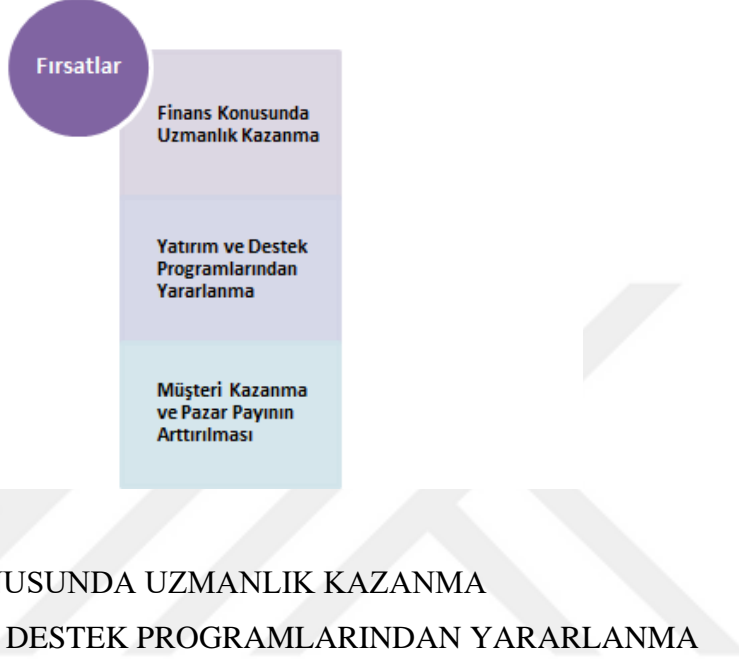 Fırsatlar
Finans Konusunda
Uzmanlık Kazanma
Yatırım ve Destek
Programlarından
Yararlanma
Müşteri Kazanma
ve Pazar Payının
Arttırılması
UZMANLIK KAZANMA
DESTEK PROGRAMLARINDAN YARARLANMA